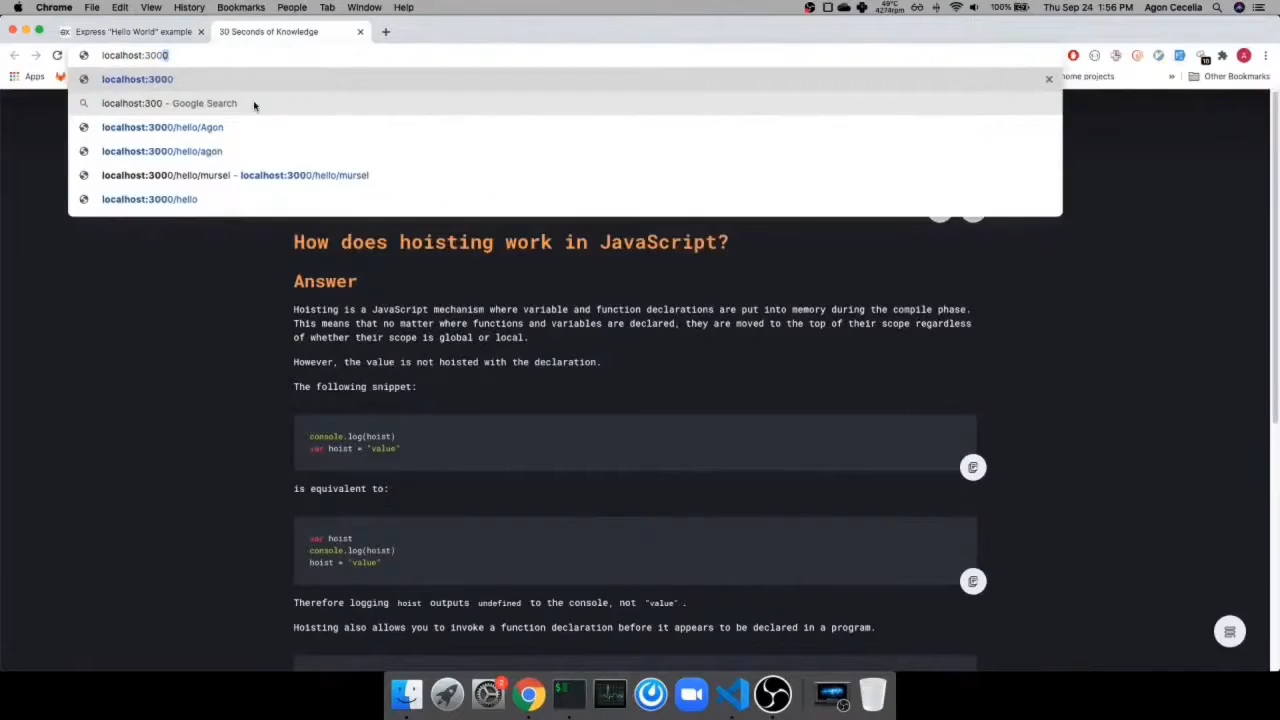 Chrome File Edit View History Bookmarks People Tab Window Help 49°C 4274rpm 100% Thu Sep 24 1:56 PM Agon Cecelia
ex Express "Hello World" example 30 Seconds of Knowledge
localhost:3000
10 A
Apps home projects » Other Bookmarks
localhost:3000
localhost:300 - Google Search
localhost:3000/hello/Agon
localhost:3000/hello/agon
localhost:3000/hello/mursel - localhost:3000/hello/mursel
localhost:3000/hello
How does hoisting work in JavaScript?
Answer
Hoisting is a JavaScript mechanism where variable and function declarations are put into memory during the compile phase.
This means that no matter where functions and variables are declared, they are moved to the top of their scope regardless
of whether their scope is global or local.
However, the value is not hoisted with the declaration.
The following snippet:
console.log(hoist)
var hoist = "value"
is equivalent to:
var hoist
console.log(hoist)
hoist = "value"
Therefore logging hoist outputs undefined to the console, not "value" .
Hoisting also allows you to invoke a function declaration before it appears to be declared in a program.
2
$